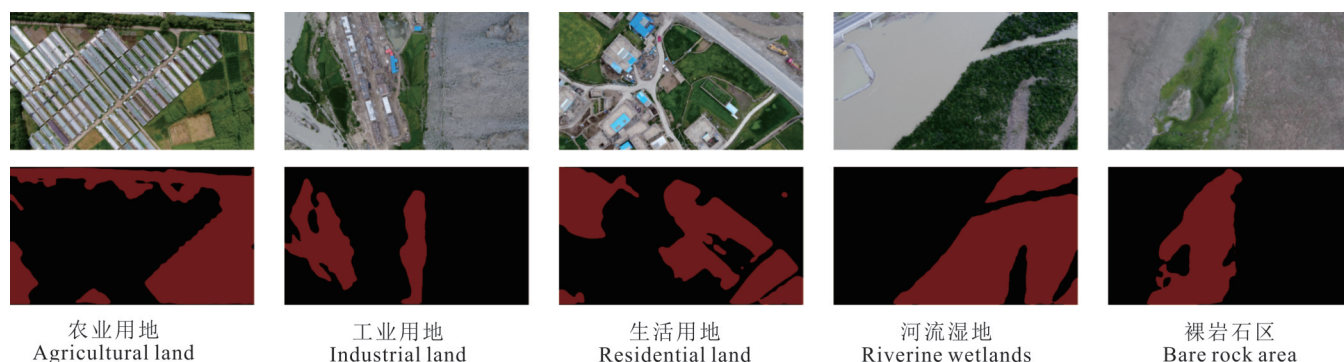 农业用地
Agricultural land
工业用地
Industrial land
生活用地
Residential land
河流湿地
Riverine wetlands
裸岩石区
Bare rock area